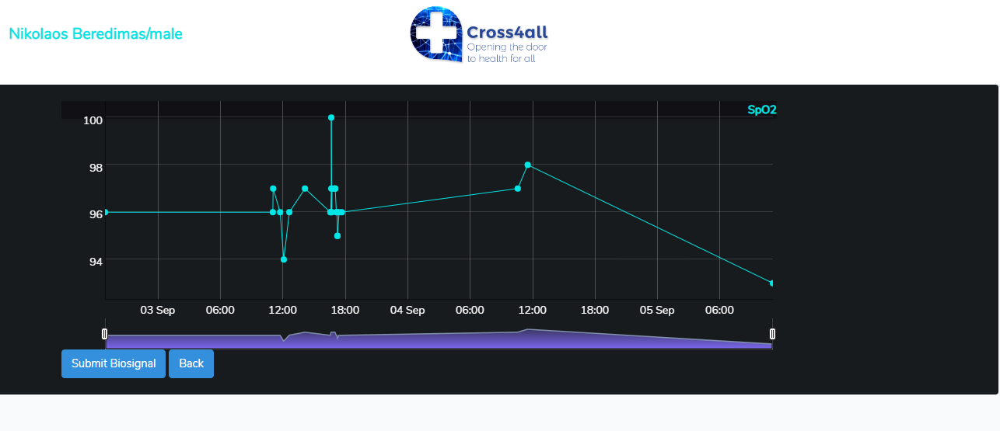 Nikolaos Beredimas/male
Cross4all
Opening the door
to health for all
SpO2
100
98
96
94
03 Sep 06:00 12:00 18:00 04 Sep 06:00 12:00 18:00 05 Sep 06:00
Submit Biosignal Back